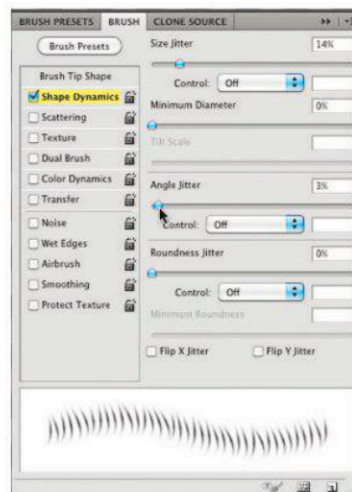 BRUSH PRESETS BRUSH CLONE SOURCE
Brush Presets
Brush Tip Shape
Shape Dynamics
Scattering
Texture
Dual Brush
Color Dynamics
Transfer
Noise
Wet Edges
Airbrush
Smoothing
Protect Texture
Size Jitter 14%
Control: Off
Minimum Diameter 0%
Tilt Scale
Angle Jitter 3%
Control: Off
Roundness Jitter 0%
Control: Off
Minimum Roundness
Flip X Jitter Flip Y Jitter